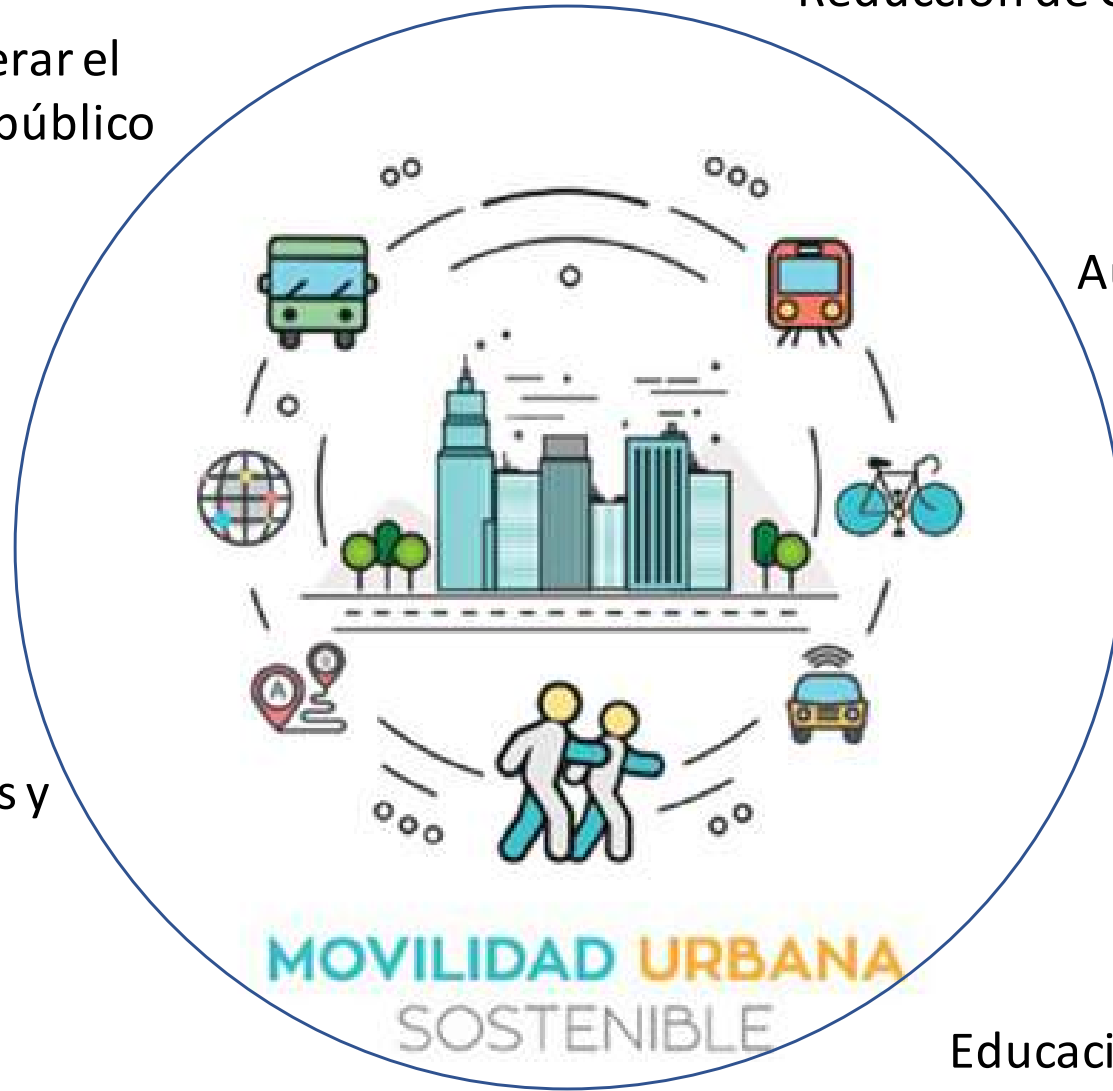 Reducción de
erar el
público
Au
s y
A
MOVILIDAD URBANA
SOSTENIBLE
Educaci